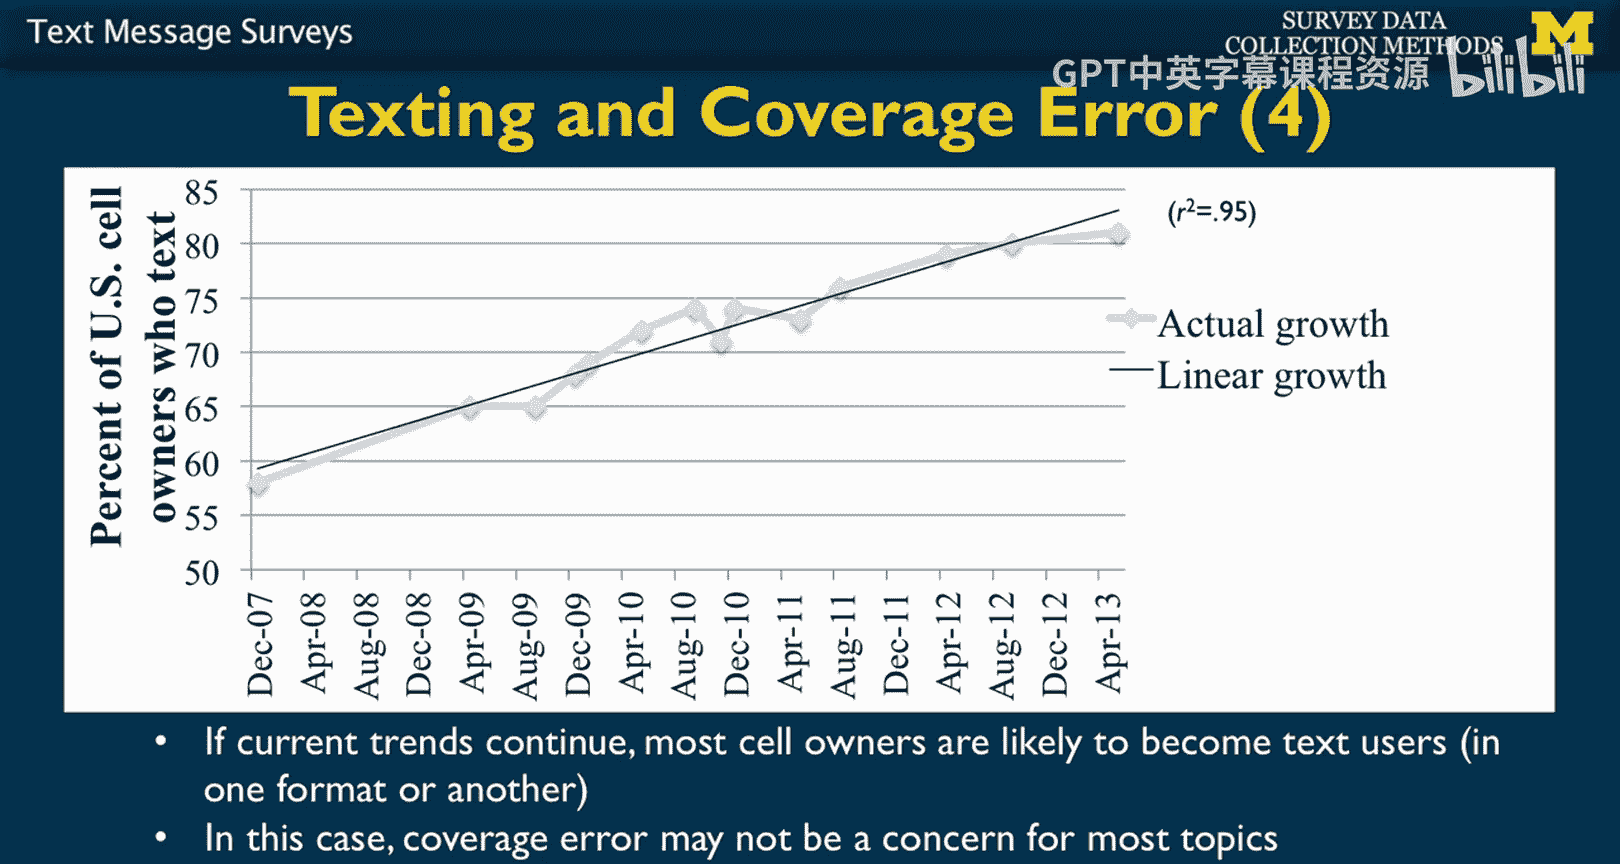 Text Message Surveys
SURVEY DATA
COLLECTION METHODS
M
GPT中英字幕课程资源
bilibili
Texting and Coverage Error (4)
Percent of U.S. cell
owners who text
85
80
75
70
65
60
55
50
(r²=.95)
Actual growth
Linear growth
Dec-07
Apr-08
Aug-08
Dec-08
Apr-09
Aug-09
Dec-09
Apr-10
Aug-10
Dec-10
Apr-11
Aug-11
Dec-11
Apr-12
Aug-12
Dec-12
Apr-13
• If current trends continue, most cell owners are likely to become text users (in
one format or another)
• In this case, coverage error may not be a concern for most topics